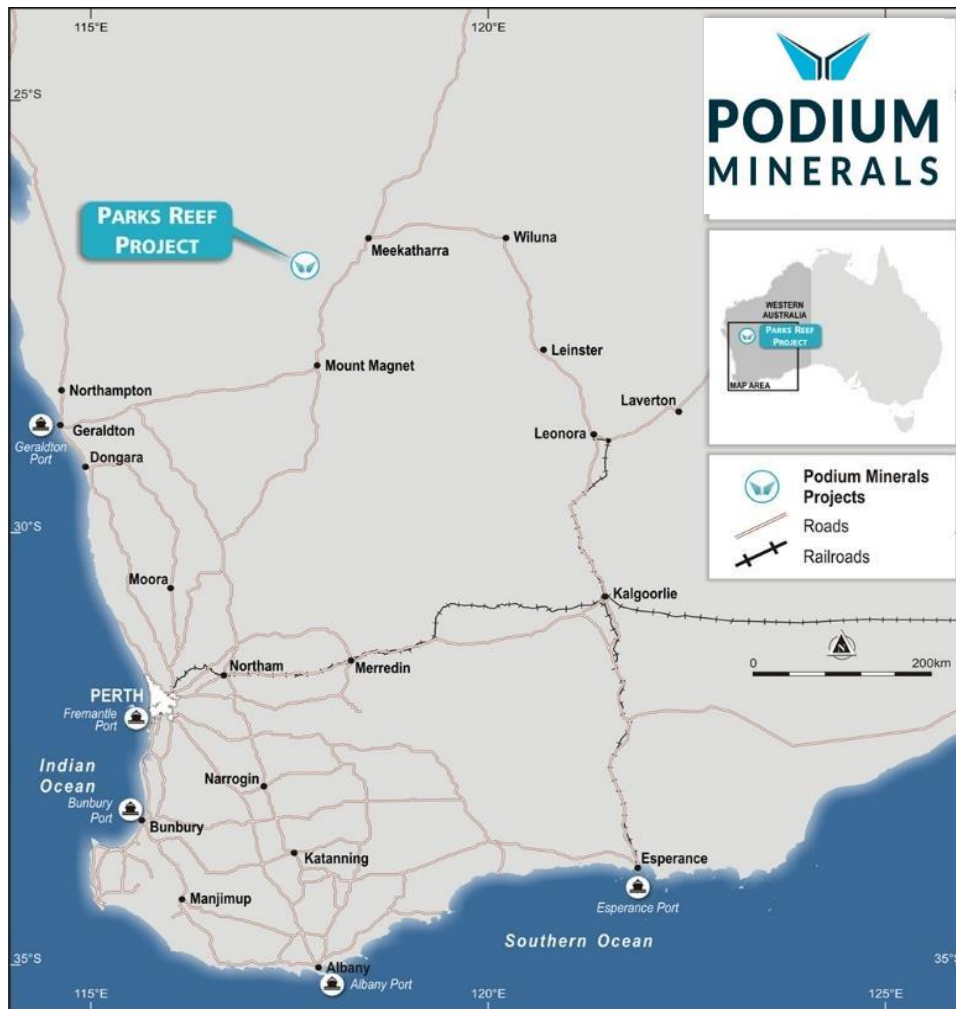 115°E
120°E
25°S
PODIUM
MINERALS
PARKS REEF
PROJECT
Meekatharra
Wiluna
WESTERN
AUSTRALIA
PARKS REEF
PROJECT
MAP AREA
Leinster
Mount Magnet
Northampton
Laverton
Geraldton
Geraldton
Port
Leonora
Dongara
Podium Minerals
Projects
Roads
Railroads
30°S
Moora
Kalgoorlie
Northam
Merredin
0
200km
PERTH
Fremantle
Port
Indian
Ocean
Narrogin
Bunbury
Port
Bunbury
Katanning
Esperance
Manjimup
Esperance Port
Southern Ocean
35°S
35°S
Albany
Albany Port
115°E
120°E
125°E